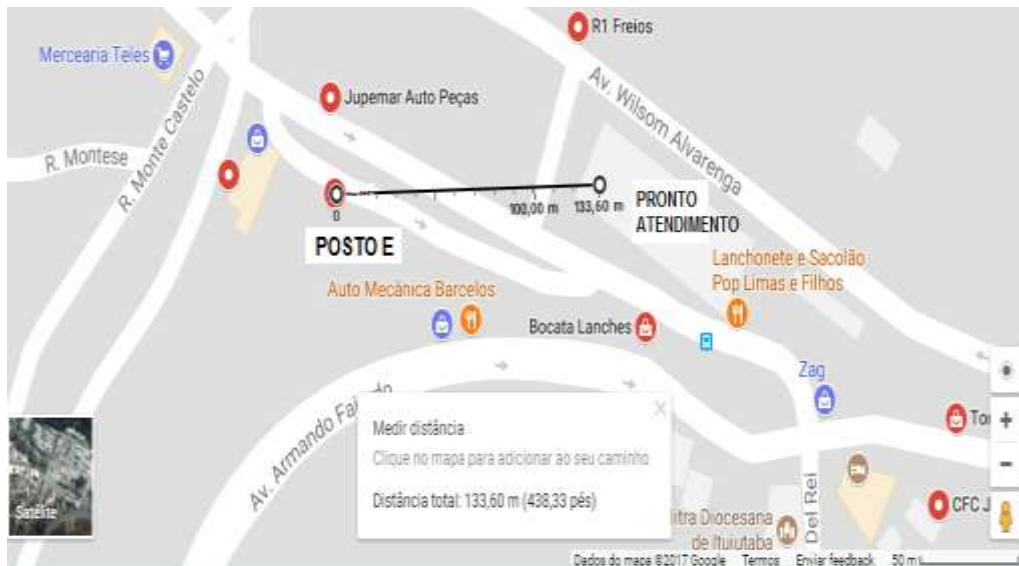 R1 Freios
Mercearia Teles
Av. Wilsom Alvarenga
Jupemar Auto Peças
R. Monte Castelo
R. Montese
0
100,00 m
133,60 m
PRONTO
ATENDIMENTO
POSTO E
Lanchonete e Sacolão
Pop Limas e Filhos
Auto Mecânica Barcelos
Bocata Lanches
Zag
Av. Armando
Medir distância
Clique no mapa para adicionar ao seu caminho
Distância total: 133,60 m (438,33 pés)
Satélite
itra Diocesana
de Ituiutaba
Del Rei
CFC J
Dados do mapa ©2017 Google
Termos
Enviar feedback
50 m